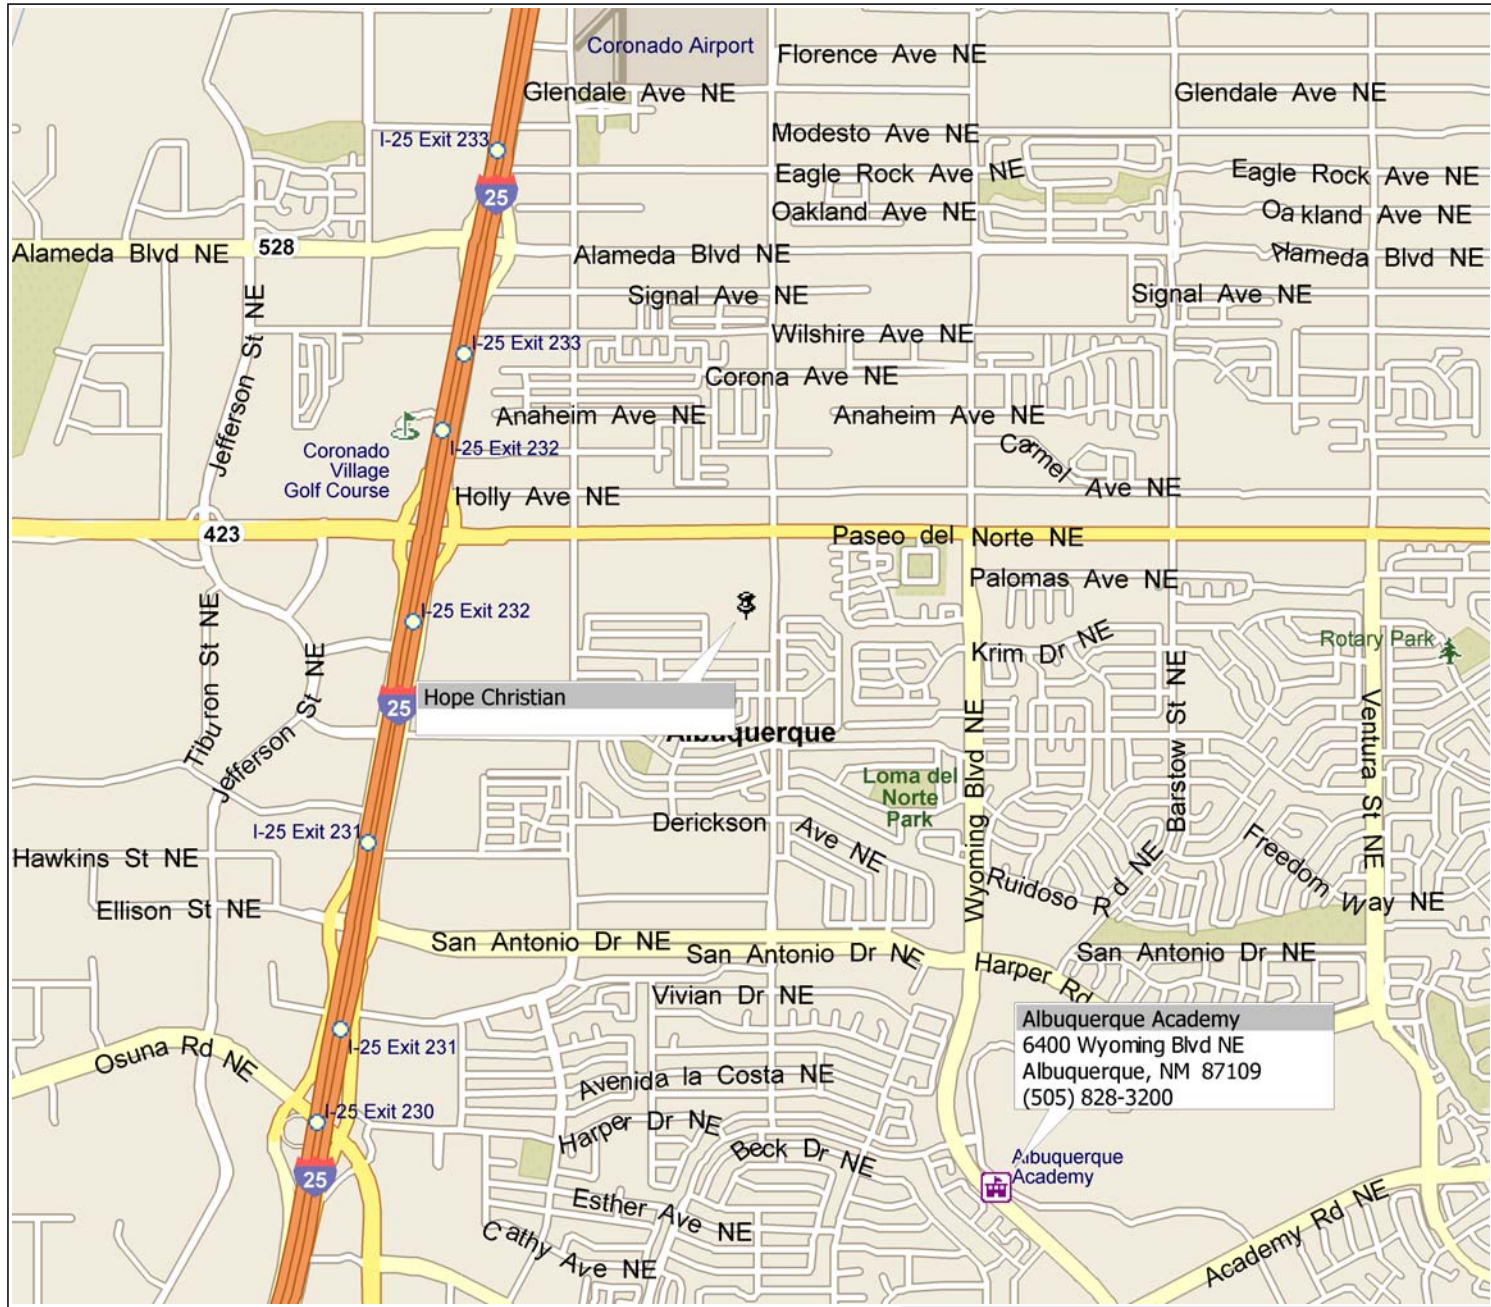 Coronado Airport
Florence Ave NE
Glendale Ave NE
Glendale Ave NE
I-25 Exit 233
Modesto Ave NE
Eagle Rock Ave NE
Eagle Rock Ave NE
25
Oakland Ave NE
Oa kland Ave NE
Alameda Blvd NE
528
Alameda Blvd NE
Alameda Blvd NE
Signal Ave NE
Signal Ave NE
Jefferson St NE
Wilshire Ave NE
I-25 Exit 233
Corona Ave NE
Anaheim Ave NE
Anaheim Ave NE
Coronado
Village
Golf Course
I-25 Exit 232
Carmel Ave NE
Holly Ave NE
423
Paseo del Norte NE
Palomas Ave NE
I-25 Exit 232
Tiburon St NE
Jefferson St NE
Krim Dr NE
Rotary Park
Hope Christian
25
Albuquerque
Wyoming Blvd NE
Barstow St NE
Ventura St NE
Loma del
Norte
Park
Derickson Ave NE
I-25 Exit 231
Hawkins St NE
Freedom Way NE
Ruidoso Rd NE
Ellison St NE
San Antonio Dr NE
San Antonio Dr NE
San Antonio Dr NE
Harper Rd
Vivian Dr NE
Albuquerque Academy
6400 Wyoming Blvd NE
Albuquerque, NM 87109
(505) 828-3200
I-25 Exit 231
Osuna Rd NE
Avenida la Costa NE
I-25 Exit 230
Harper Dr NE
Beck Dr NE
Albuquerque
Academy
25
Esther Ave NE
Cathy Ave NE
Academy Rd NE